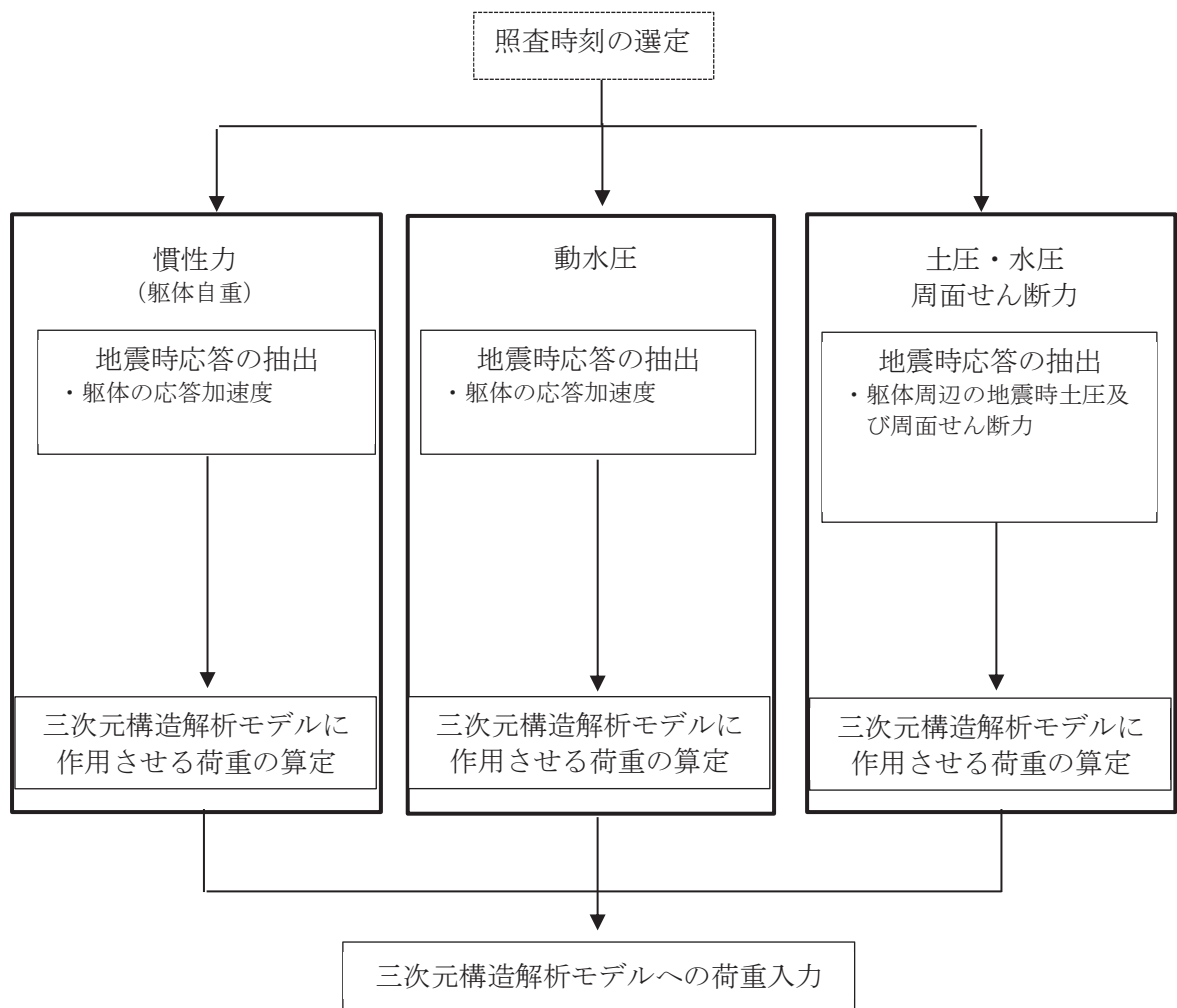 照査時刻の選定
慣性力
（躯体自重）
地震時応答の抽出
・躯体の応答加速度
三次元構造解析モデルに
作用させる荷重の算定
動水圧
地震時応答の抽出
・躯体の応答加速度
三次元構造解析モデルに
作用させる荷重の算定
土圧・水圧
周面せん断力
地震時応答の抽出
・躯体周辺の地震時土圧及
び周面せん断力
三次元構造解析モデルに
作用させる荷重の算定
三次元構造解析モデルへの荷重入力